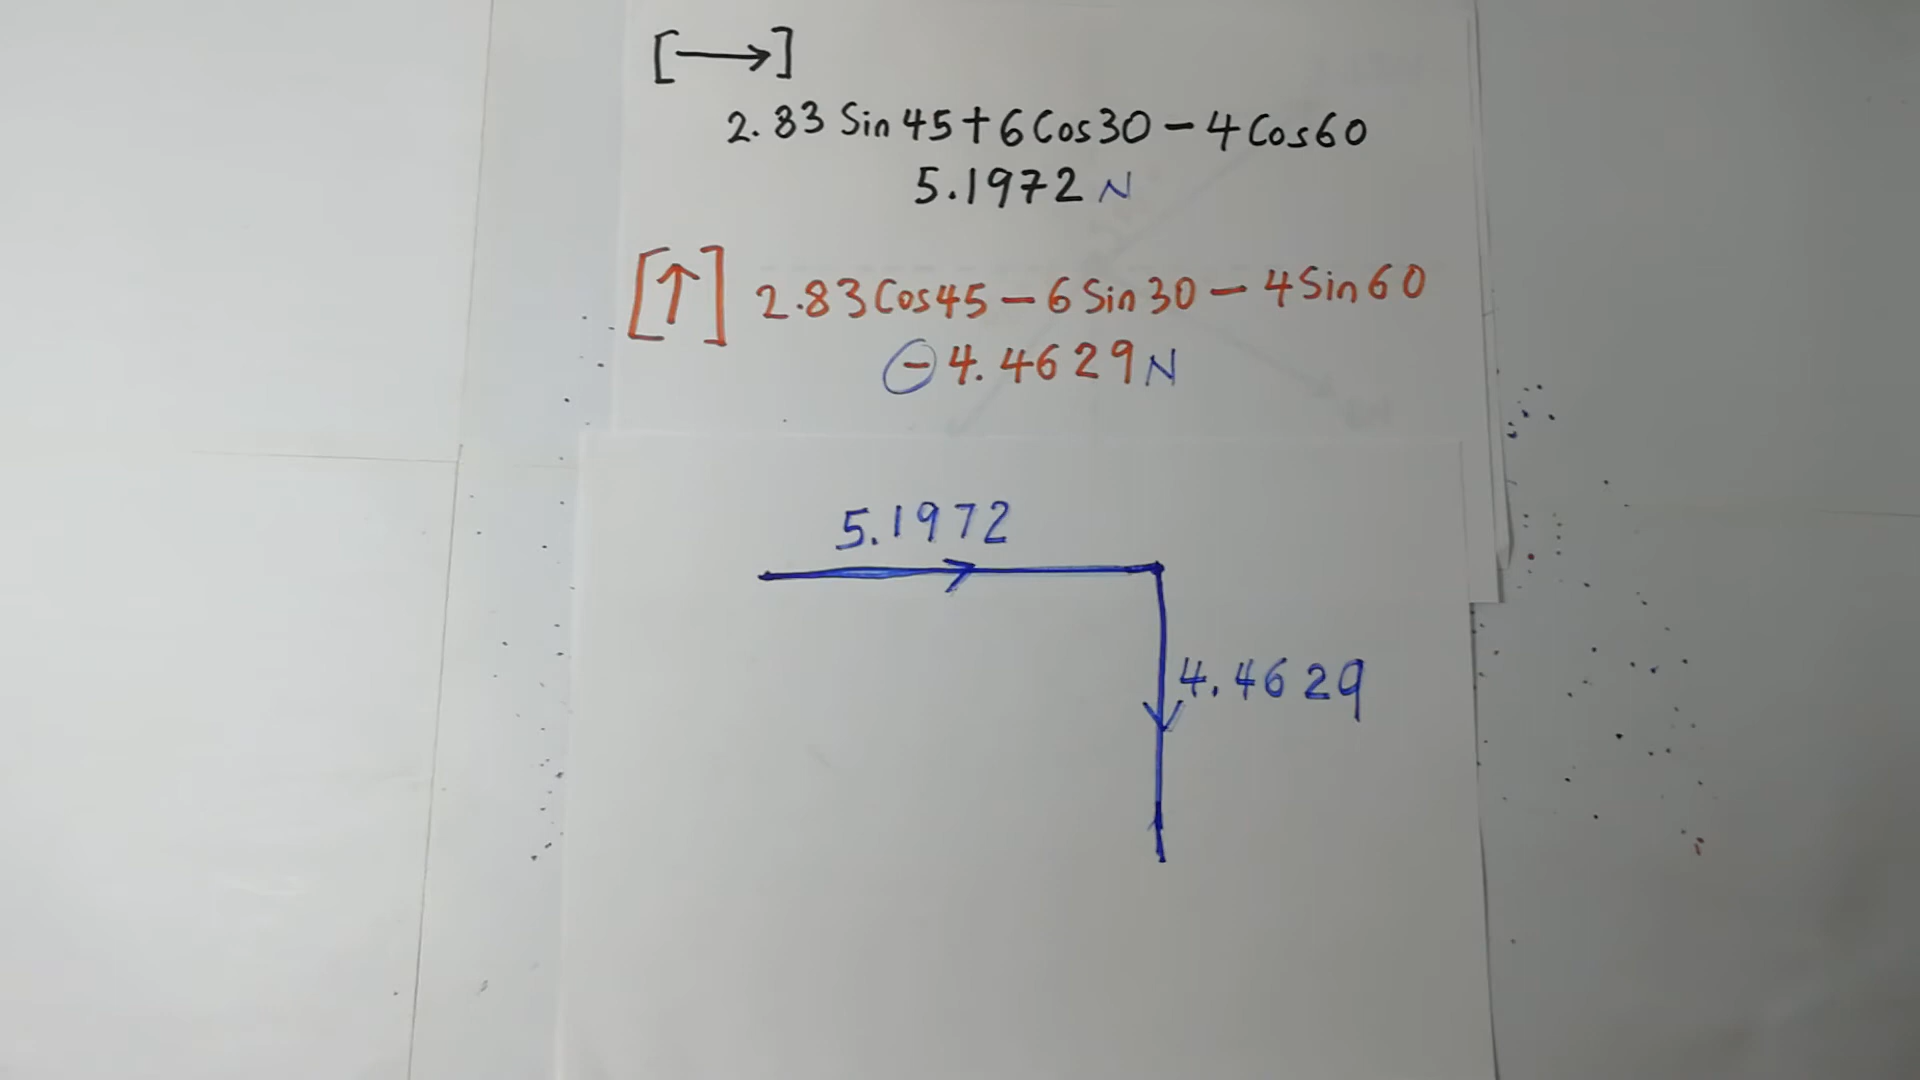 [→]
2.83 Sin 45 + 6 Cos 30 - 4 Cos 60
5.1972 N
[↑] 2.83 Cos 45 - 6 Sin 30 - 4 Sin 60
- 4.4629 N
5.1972
4.4629